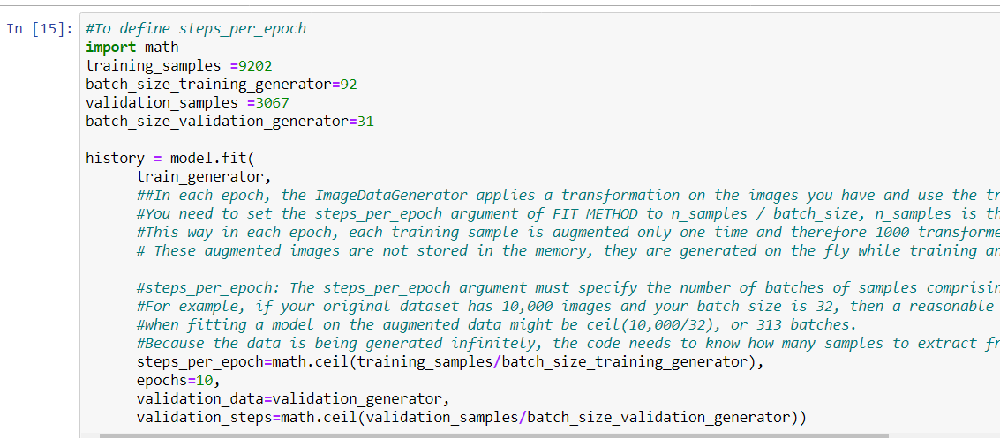 In [15]: #To define steps_per_epoch
import math
training_samples =9202
batch_size_training_generator=92
validation_samples =3067
batch_size_validation_generator=31

history = model.fit(
      train_generator,
      ##In each epoch, the ImageDataGenerator applies a transformation on the images you have and use the tr
      #You need to set the steps_per_epoch argument of FIT METHOD to n_samples / batch_size, n_samples is th
      #This way in each epoch, each training sample is augmented only one time and therefore 1000 transforme
      # These augmented images are not stored in the memory, they are generated on the fly while training an

      #steps_per_epoch: The steps_per_epoch argument must specify the number of batches of samples comprisin
      #For example, if your original dataset has 10,000 images and your batch size is 32, then a reasonable
      #when fitting a model on the augmented data might be ceil(10,000/32), or 313 batches.
      #Because the data is being generated infinitely, the code needs to know how many samples to extract fr
      steps_per_epoch=math.ceil(training_samples/batch_size_training_generator),
      epochs=10,
      validation_data=validation_generator,
      validation_steps=math.ceil(validation_samples/batch_size_validation_generator))